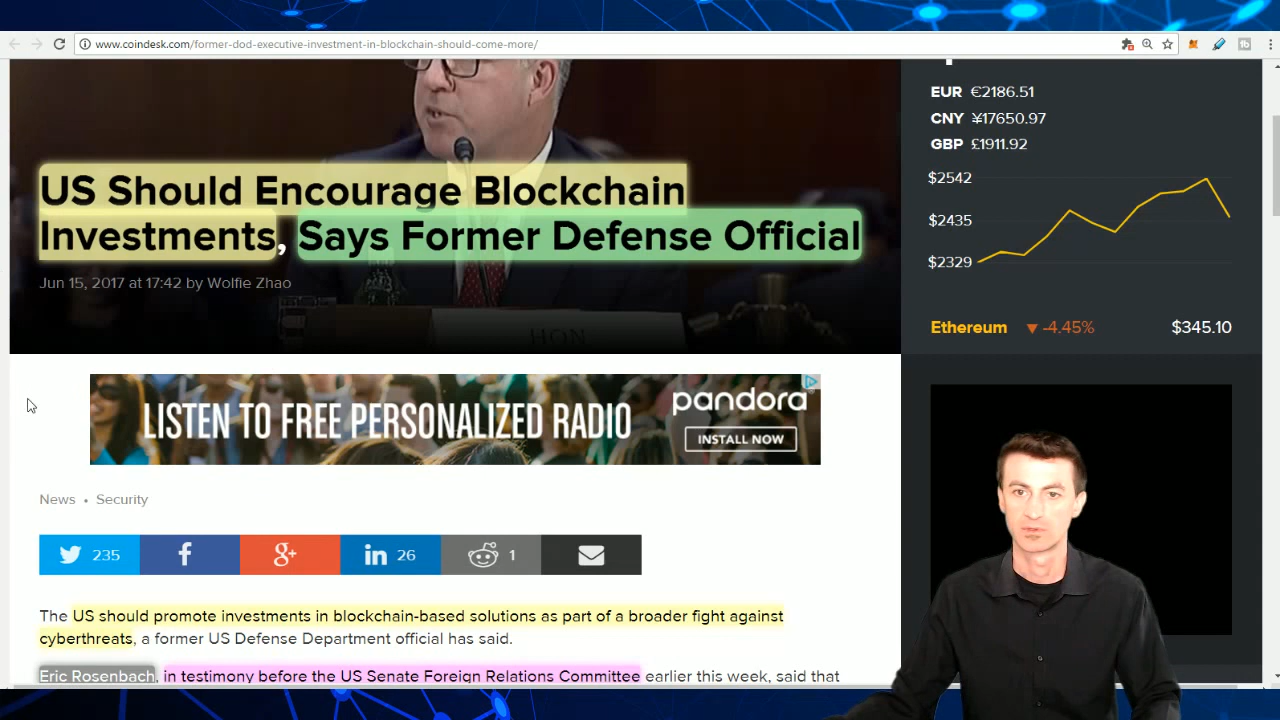 www.coindesk.com/former-dod-executive-investment-in-blockchain-should-come-more/
US Should Encourage Blockchain
Investments, Says Former Defense Official
Jun 15, 2017 at 17:42 by Wolfie Zhao
HON
LISTEN TO FREE PERSONALIZED RADIO
pandora
INSTALL NOW
News • Security
235
26
1
The US should promote investments in blockchain-based solutions as part of a broader fight against
cyberthreats, a former US Defense Department official has said.
Eric Rosenbach, in testimony before the US Senate Foreign Relations Committee earlier this week, said that
EUR €2186.51
CNY ¥17650.97
GBP £1911.92
$2542
$2435
$2329
Ethereum ▼ -4.45% $345.10